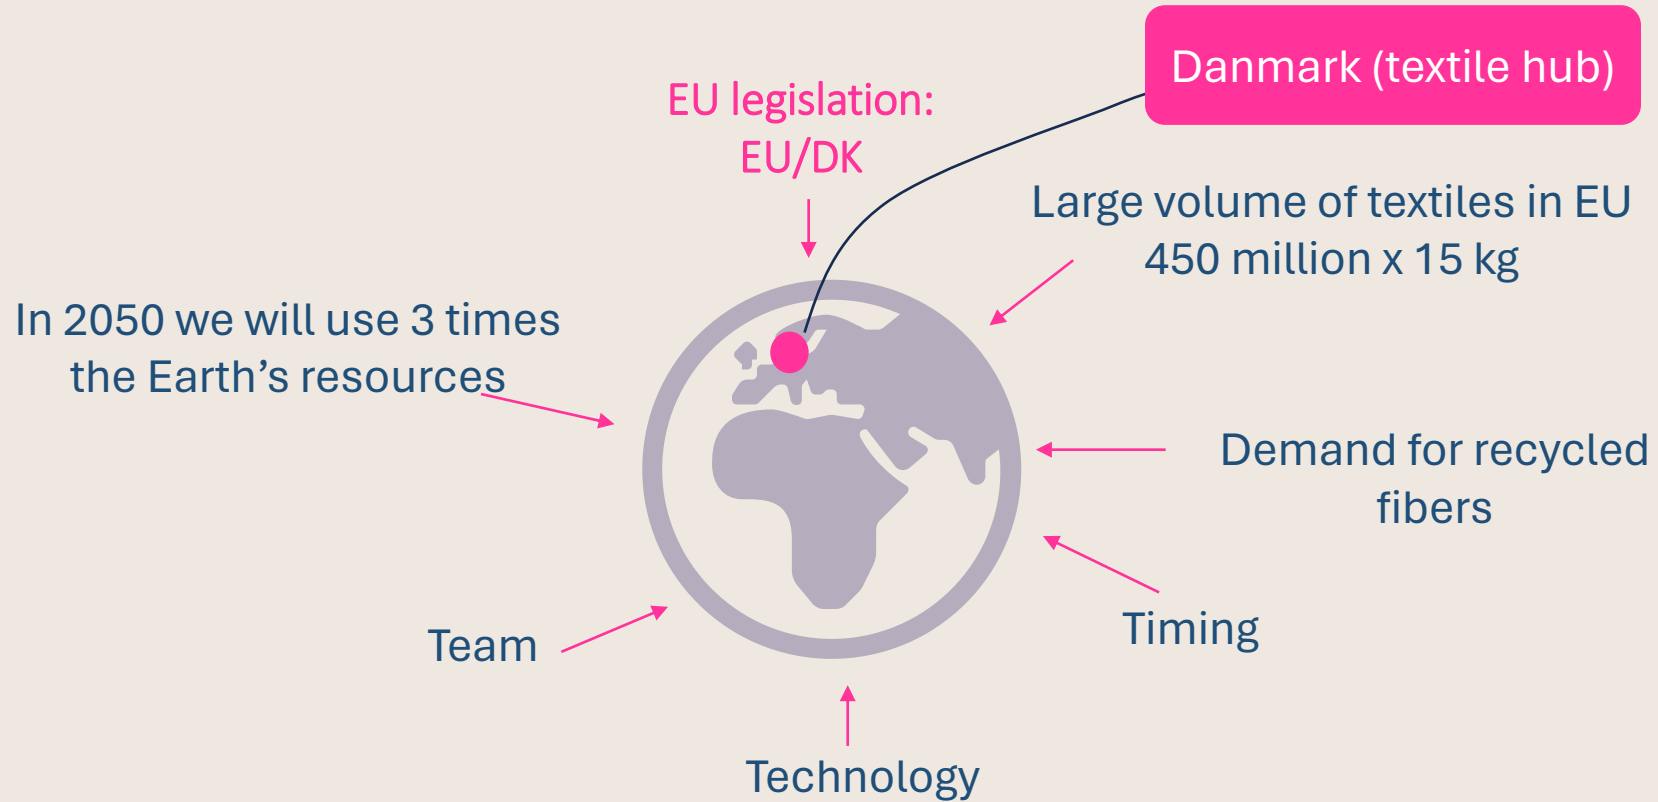 Danmark (textile hub)
EU legislation:
EU/DK
Large volume of textiles in EU
450 million x 15 kg
In 2050 we will use 3 times
the Earth’s resources
Demand for recycled
fibers
Timing
Team
Technology